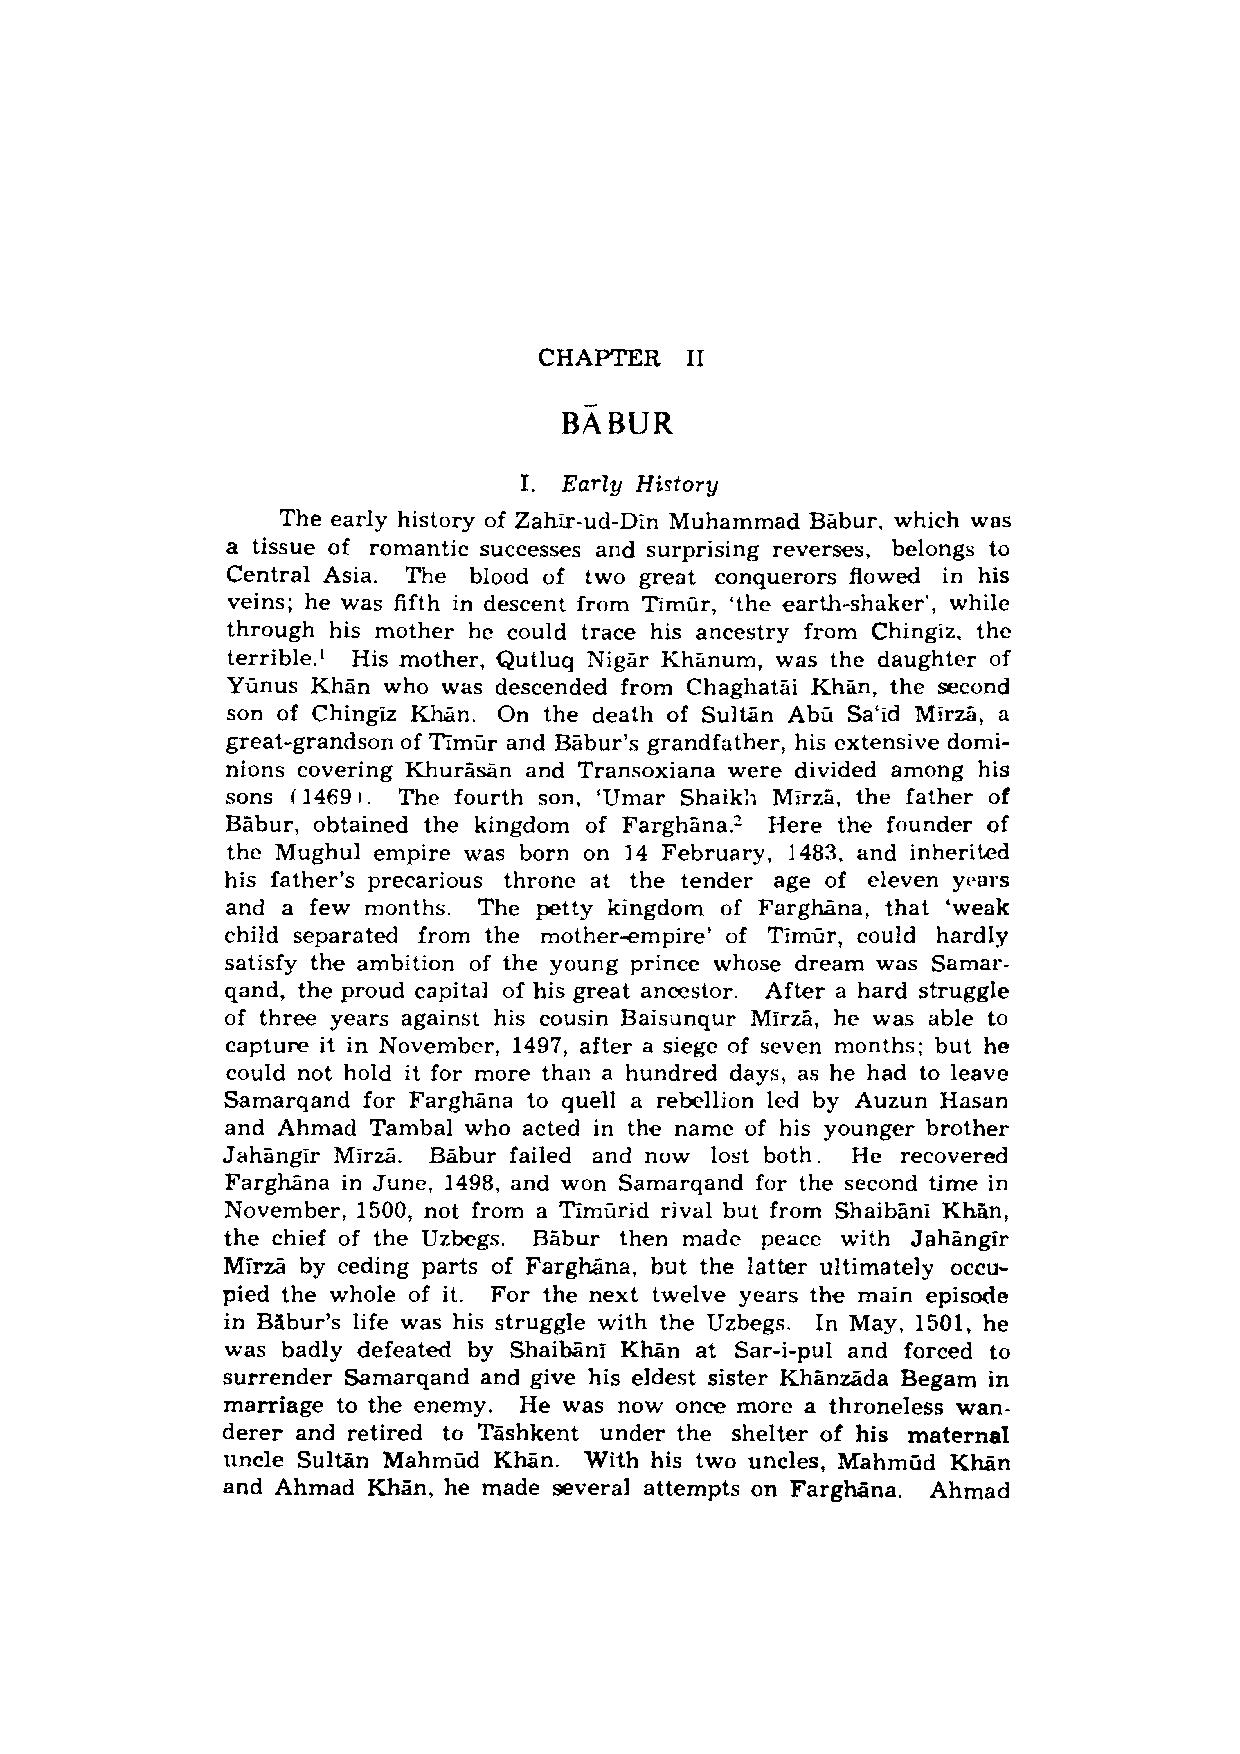 CHAPTER II
BĀBUR
I. Early History
The early history of Zahīr-ud-Dīn Muhammad Bābur, which was
a tissue of romantic successes and surprising reverses, belongs to
Central Asia. The blood of two great conquerors flowed in his
veins; he was fifth in descent from Tīmūr, ‘the earth-shaker’, while
through his mother he could trace his ancestry from Chingīz, the
terrible.¹ His mother, Qutluq Nigār Khānum, was the daughter of
Yūnus Khān who was descended from Chaghatāi Khān, the second
son of Chingīz Khān. On the death of Sultān Abū Sa‘īd Mīrzā, a
great-grandson of Tīmūr and Bābur's grandfather, his extensive domi-
nions covering Khurāsān and Transoxiana were divided among his
sons (1469). The fourth son, ‘Umar Shaikh Mīrzā, the father of
Bābur, obtained the kingdom of Farghāna.² Here the founder of
the Mughul empire was born on 14 February, 1483, and inherited
his father's precarious throne at the tender age of eleven years
and a few months. The petty kingdom of Farghāna, that ‘weak
child separated from the mother-empire’ of Tīmūr, could hardly
satisfy the ambition of the young prince whose dream was Samar-
qand, the proud capital of his great ancestor. After a hard struggle
of three years against his cousin Baisunqur Mīrzā, he was able to
capture it in November, 1497, after a siege of seven months; but he
could not hold it for more than a hundred days, as he had to leave
Samarqand for Farghāna to quell a rebellion led by Auzun Hasan
and Ahmad Tambal who acted in the name of his younger brother
Jahāngīr Mīrzā. Bābur failed and now lost both. He recovered
Farghāna in June, 1498, and won Samarqand for the second time in
November, 1500, not from a Tīmūrid rival but from Shaibānī Khān,
the chief of the Uzbegs. Bābur then made peace with Jahāngīr
Mīrzā by ceding parts of Farghāna, but the latter ultimately occu-
pied the whole of it. For the next twelve years the main episode
in Bābur's life was his struggle with the Uzbegs. In May, 1501, he
was badly defeated by Shaibānī Khān at Sar-i-pul and forced to
surrender Samarqand and give his eldest sister Khānzāda Begam in
marriage to the enemy. He was now once more a throneless wan-
derer and retired to Tāshkent under the shelter of his maternal
uncle Sultān Mahmūd Khān. With his two uncles, Mahmūd Khān
and Ahmad Khān, he made several attempts on Farghāna. Ahmad